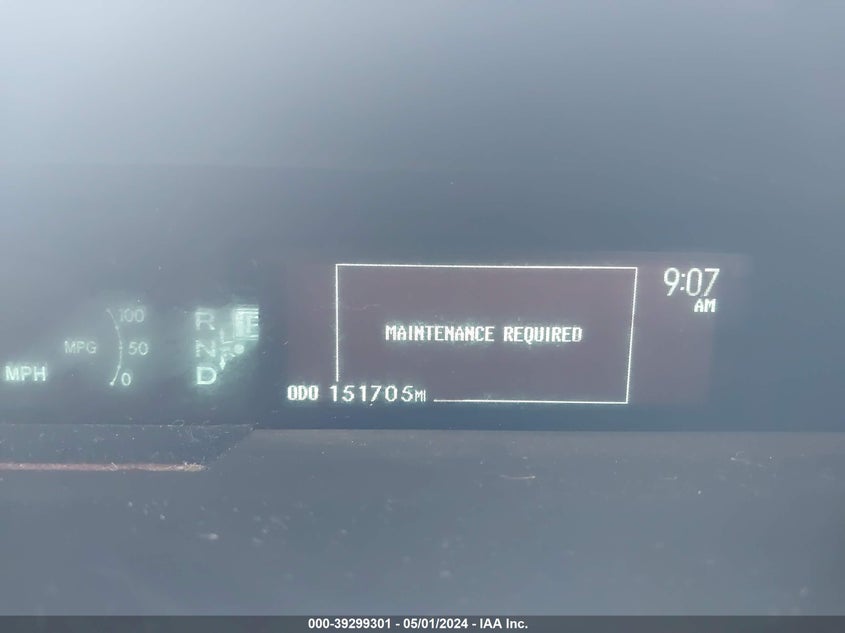 9:07
AM
MAINTENANCE REQUIRED
ODO 151705MI
100
MPG 50
0
MPH
R
N
D
000-39299301 - 05/01/2024 - IAA Inc.